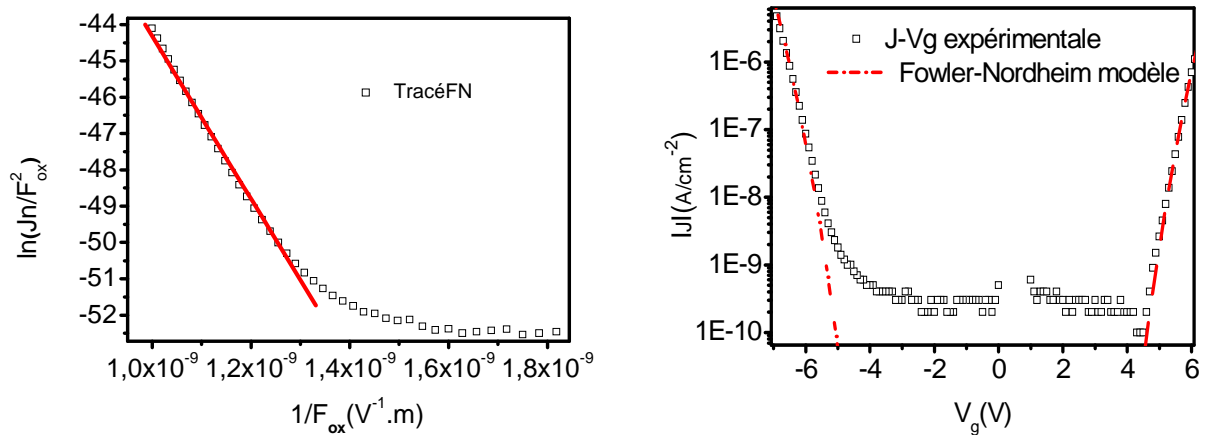 -44
-45
-46
-47
-48
-49
-50
-51
-52
ln(Jn/F²ox)
TracéFN
1,0x10⁻⁹ 1,2x10⁻⁹ 1,4x10⁻⁹ 1,6x10⁻⁹ 1,8x10⁻⁹
1/Fox(V⁻¹.m)
1E-6
1E-7
1E-8
1E-9
1E-10
IJI(A/cm⁻²)
J-Vg expérimentale
Fowler-Nordheim modèle
-6 -4 -2 0 2 4 6
Vg(V)